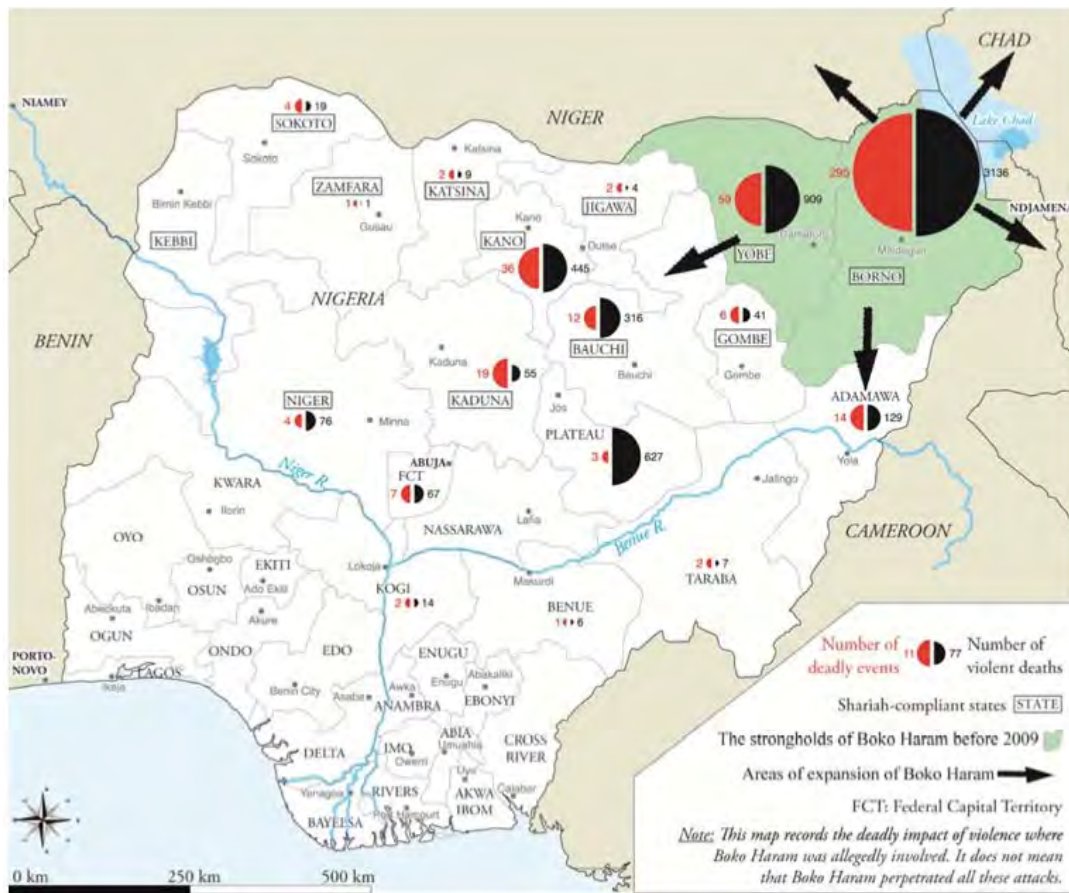 CHAD
NIAMEY
4 19
SOKOTO
NIGER
Lake Chad
Sokoto
Katsina
ZAMFARA
2 9
KATSINA
2 4
JIGAWA
295 3136
Birnin Kebbi
1 1
Gusau
Kano
59 909
NDJAMENA
KEBBI
KANO
Dutse
Damaturu
YOBE
Maiduguri
BORNO
36 445
NIGERIA
12 316
BAUCHI
6 41
GOMBE
BENIN
Kaduna
19 55
KADUNA
Bauchi
Gombe
NIGER
4 76
Minna
Jos
ADAMAWA
14 129
PLATEAU
3 627
Niger R.
ABUJA
FCT
7 67
Yola
KWARA
Jalingo
Ilorin
NASSARAWA
Lafia
Benue R.
CAMEROON
OYO
Oshogbo
EKITI
Lokoja
Makurdi
2 7
TARABA
OSUN
Ado Ekiti
KOGI
2 14
BENUE
1 6
Abeokuta
Ibadan
Akure
OGUN
ONDO
EDO
ENUGU
PORTO-
NOVO
LAGOS
Ikeja
Benin City
Asaba
Awka
ANAMBRA
Enugu
Abakaliki
EBONYI
DELTA
IMO
Owerri
ABIA
Umuahia
CROSS
RIVER
Uyo
Yenagoa
RIVERS
Port Harcourt
AKWA
IBOM
Calabar
BAYELSA
Number of
deadly events
11 77
Number of
violent deaths
Shariah-compliant states STATE
The strongholds of Boko Haram before 2009
Areas of expansion of Boko Haram
FCT: Federal Capital Territory
Note: This map records the deadly impact of violence where
Boko Haram was allegedly involved. It does not mean
that Boko Haram perpetrated all these attacks.
0 km 250 km 500 km